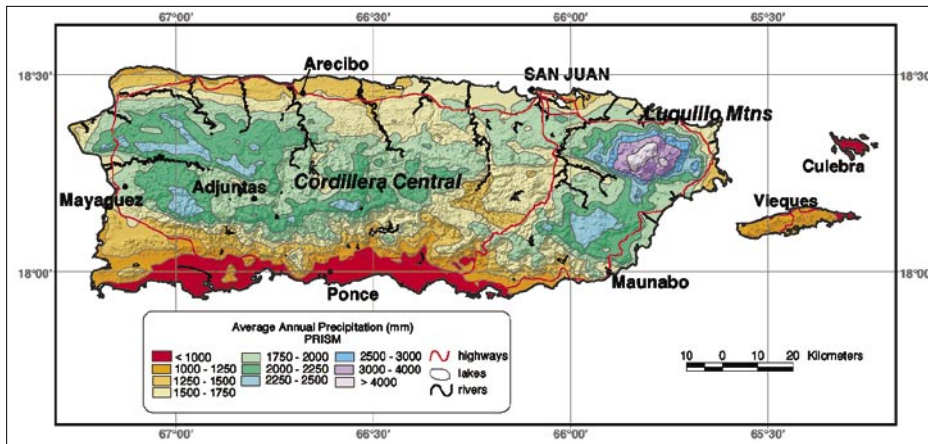 67°00' 66°30' 66°00' 65°30'
18°30' 18°30'
Arecibo
SAN JUAN
Luquillo Mtns
Culebra
Cordillera Central
Adjuntas
Mayaguez
Vieques
18°00' 18°00'
Ponce
Maunabo
Average Annual Precipitation (mm)
PRISM
< 1000 1750 - 2000 2500 - 3000 highways
1000 - 1250 2000 - 2250 3000 - 4000 lakes
1250 - 1500 2250 - 2500 > 4000 rivers
1500 - 1750
10 0 10 20 Kilometers
67°00' 66°30' 66°00' 65°30'